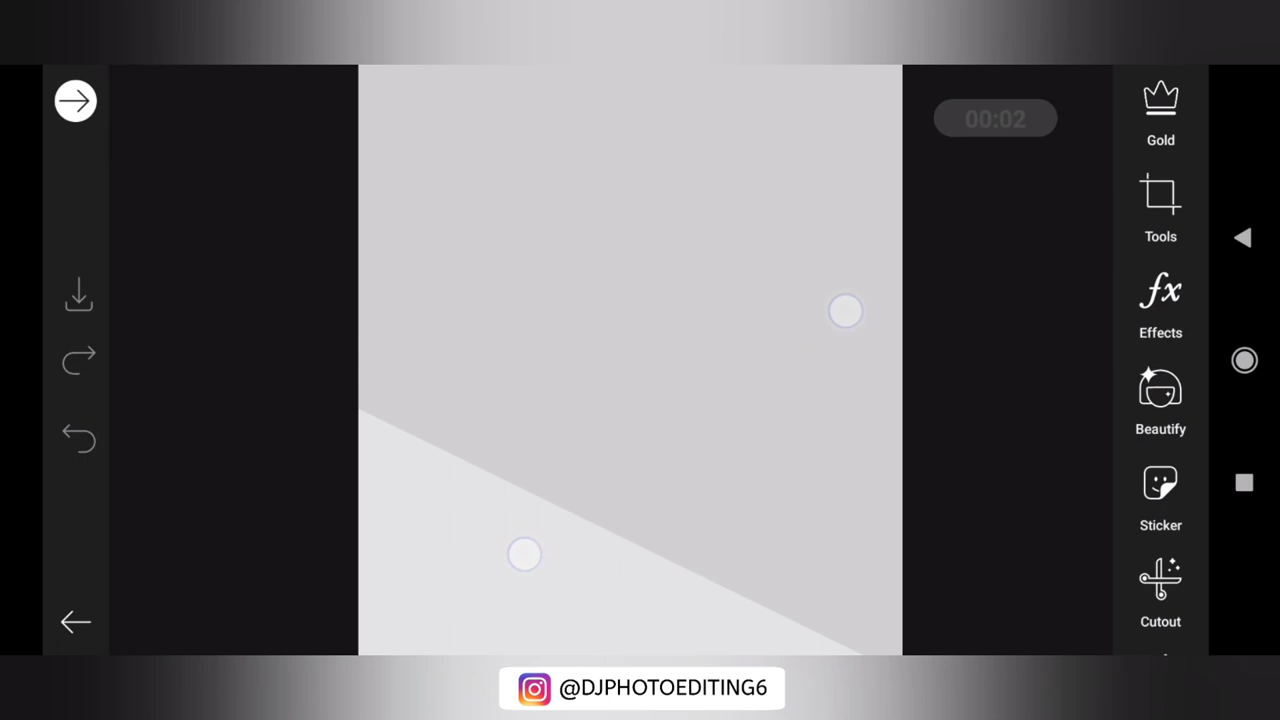 00:02
Gold
Tools
fx
Effects
Beautify
Sticker
Cutout
@DJPHOTOEDITING6